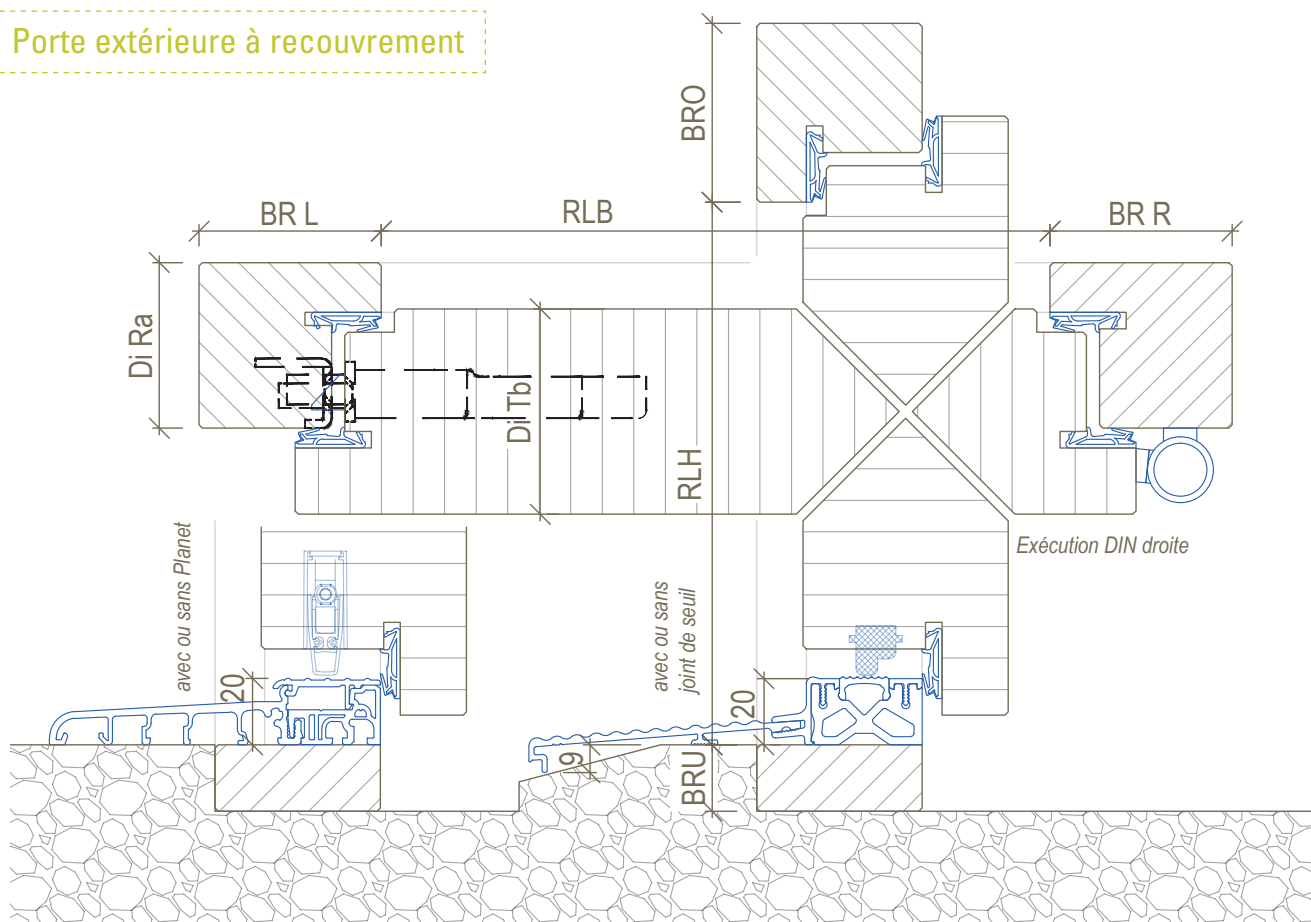 Porte extérieure à recouvrement
BRO
BR L
RLB
BR R
Di Ra
Di Tb
RLH
Exécution DIN droite
avec ou sans Planet
avec ou sans
joint de seuil
20
20
9
BRU